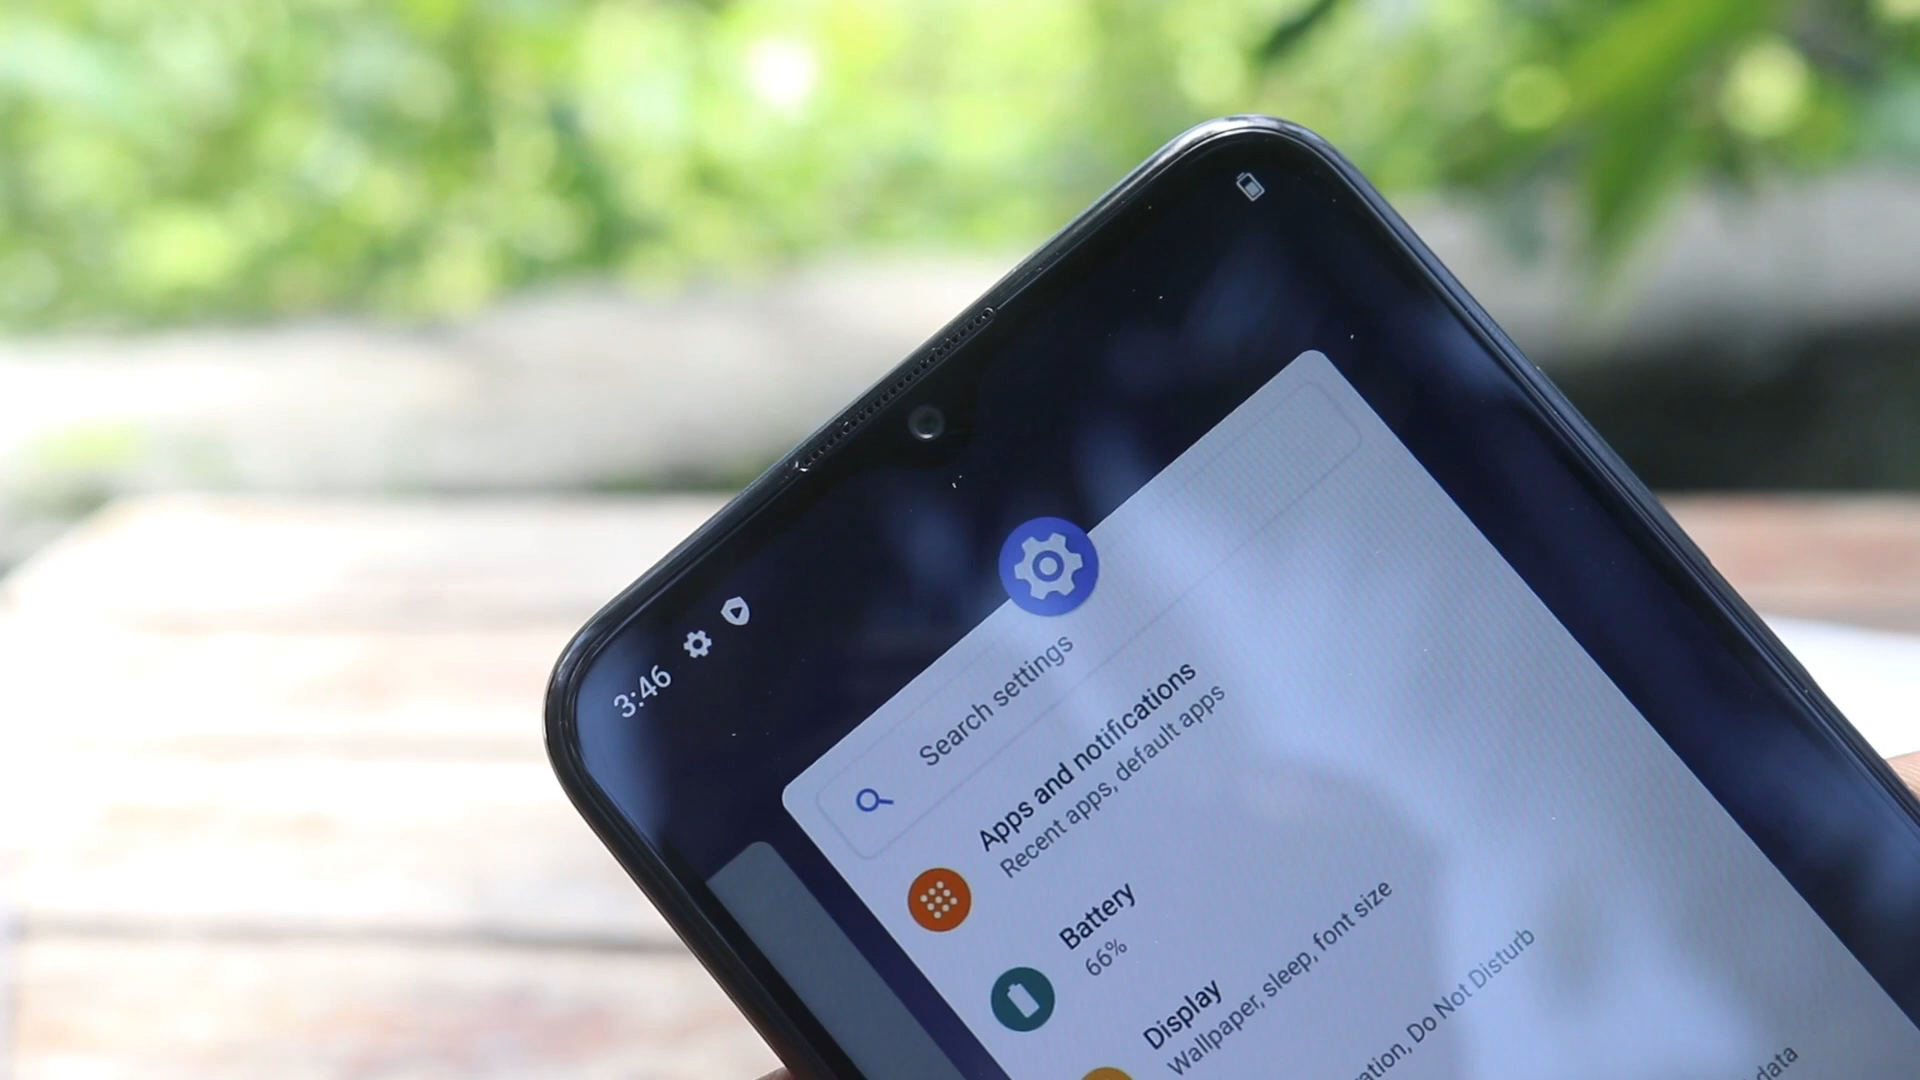 3:46
Search settings
Apps and notifications
Recent apps, default apps
Battery
66%
Display
Wallpaper, sleep, font size
Do Not Disturb
data